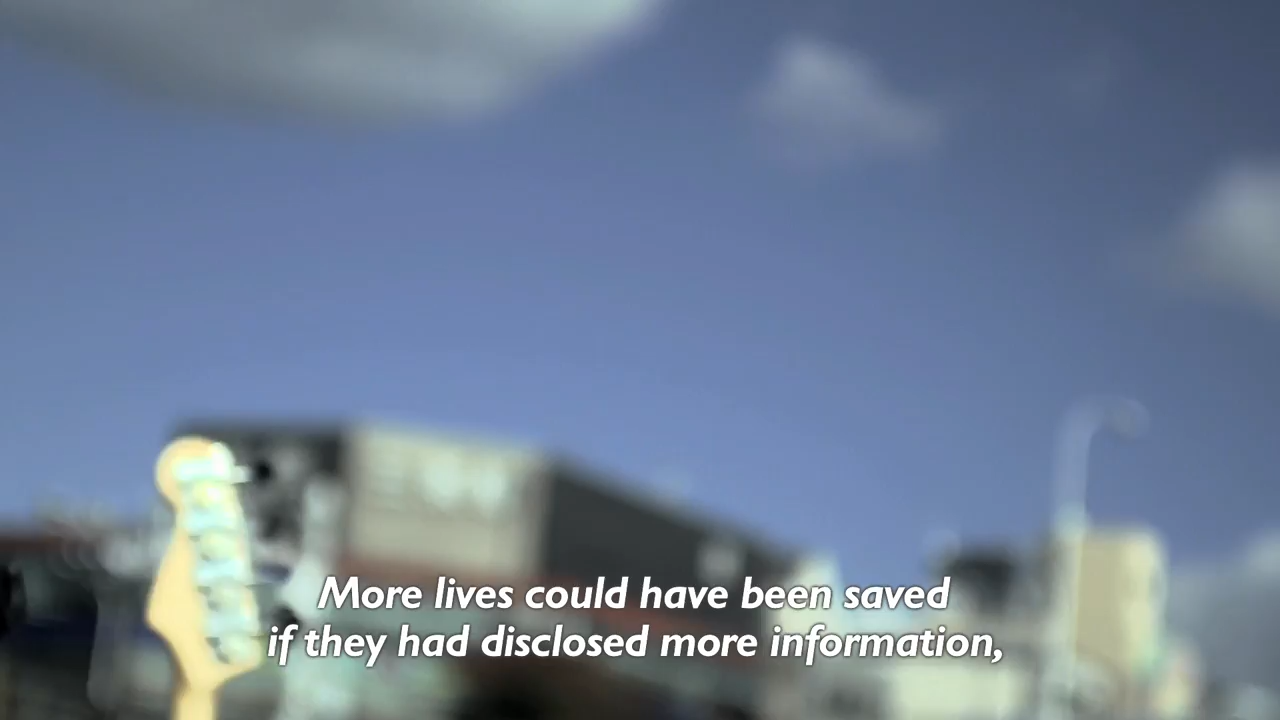 More lives could have been saved
if they had disclosed more information,